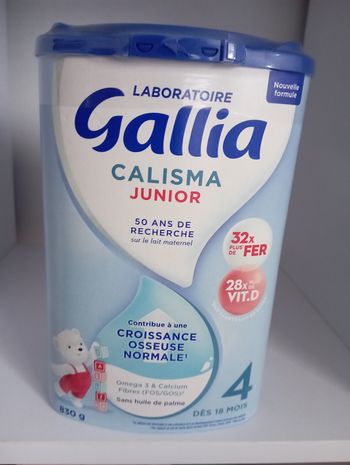 Nouvelle
formule
LABORATOIRE
Gallia
CALISMA
JUNIOR
50 ANS DE
RECHERCHE
sur le lait maternel
32x
PLUS
DE
FER
28x
VIT.D
Contribue à une
CROISSANCE
OSSEUSE
NORMALE¹
Omega 3 & Calcium
Fibres (FOS/GOS)²
Sans huile de palme
830 g
4
DÈS 18 MOIS